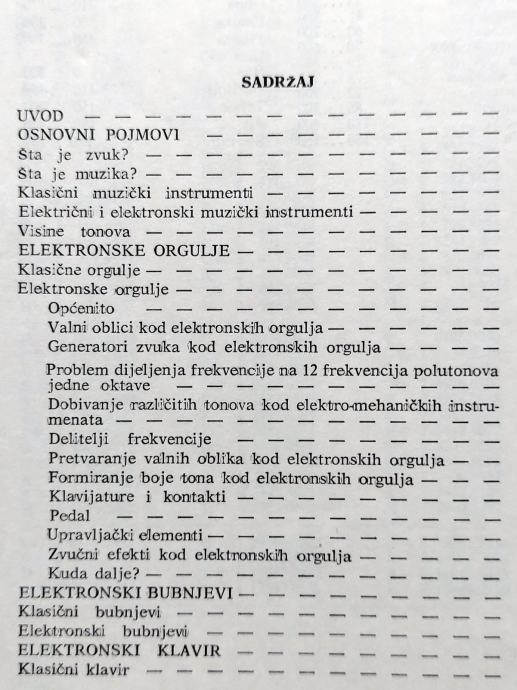 SADRŽAJ
UVOD — — — — — — — — — — — — —
OSNOVNI POJMOVI — — — — — — — — —
Šta je zvuk? — — — — — — — — — — —
Šta je muzika? — — — — — — — — — — —
Klasični muzički instrumenti — — — — — — — —
Električni i elektronski muzički instrumenti — — — — —
Visine tonova — — — — — — — — — — —
ELEKTRONSKE ORGULJE — — — — — — — —
Klasične orgulje — — — — — — — — — — —
Elektronske orgulje — — — — — — — — — —
Općenito — — — — — — — — — — —
Valni oblici kod elektronskih orgulja — — — — — —
Generatori zvuka kod elektronskih orgulja — — — —
Problem dijeljenja frekvencije na 12 frekvencija polutonova
jedne oktave — — — — — — — — — —
Dobivanje različitih tonova kod elektro-mehaničkih instru-
menata — — — — — — — — — — — —
Delitelji frekvencije — — — — — — — — —
Pretvaranje valnih oblika kod elektronskih orgulja — —
Formiranje boje tona kod elektronskih orgulja — — —
Klavijature i kontakti — — — — — — — — —
Pedal — — — — — — — — — — — —
Upravljački elementi — — — — — — — — —
Zvučni efekti kod elektronskih orgulja — — — — —
Kuda dalje? — — — — — — — — — — —
ELEKTRONSKI BUBNJEVI — — — — — — — —
Klasični bubnjevi — — — — — — — — — —
Elektronski bubnjevi — — — — — — — — —
ELEKTRONSKI KLAVIR — — — — — — — —
Klasični klavir — — — — — — — — — — —